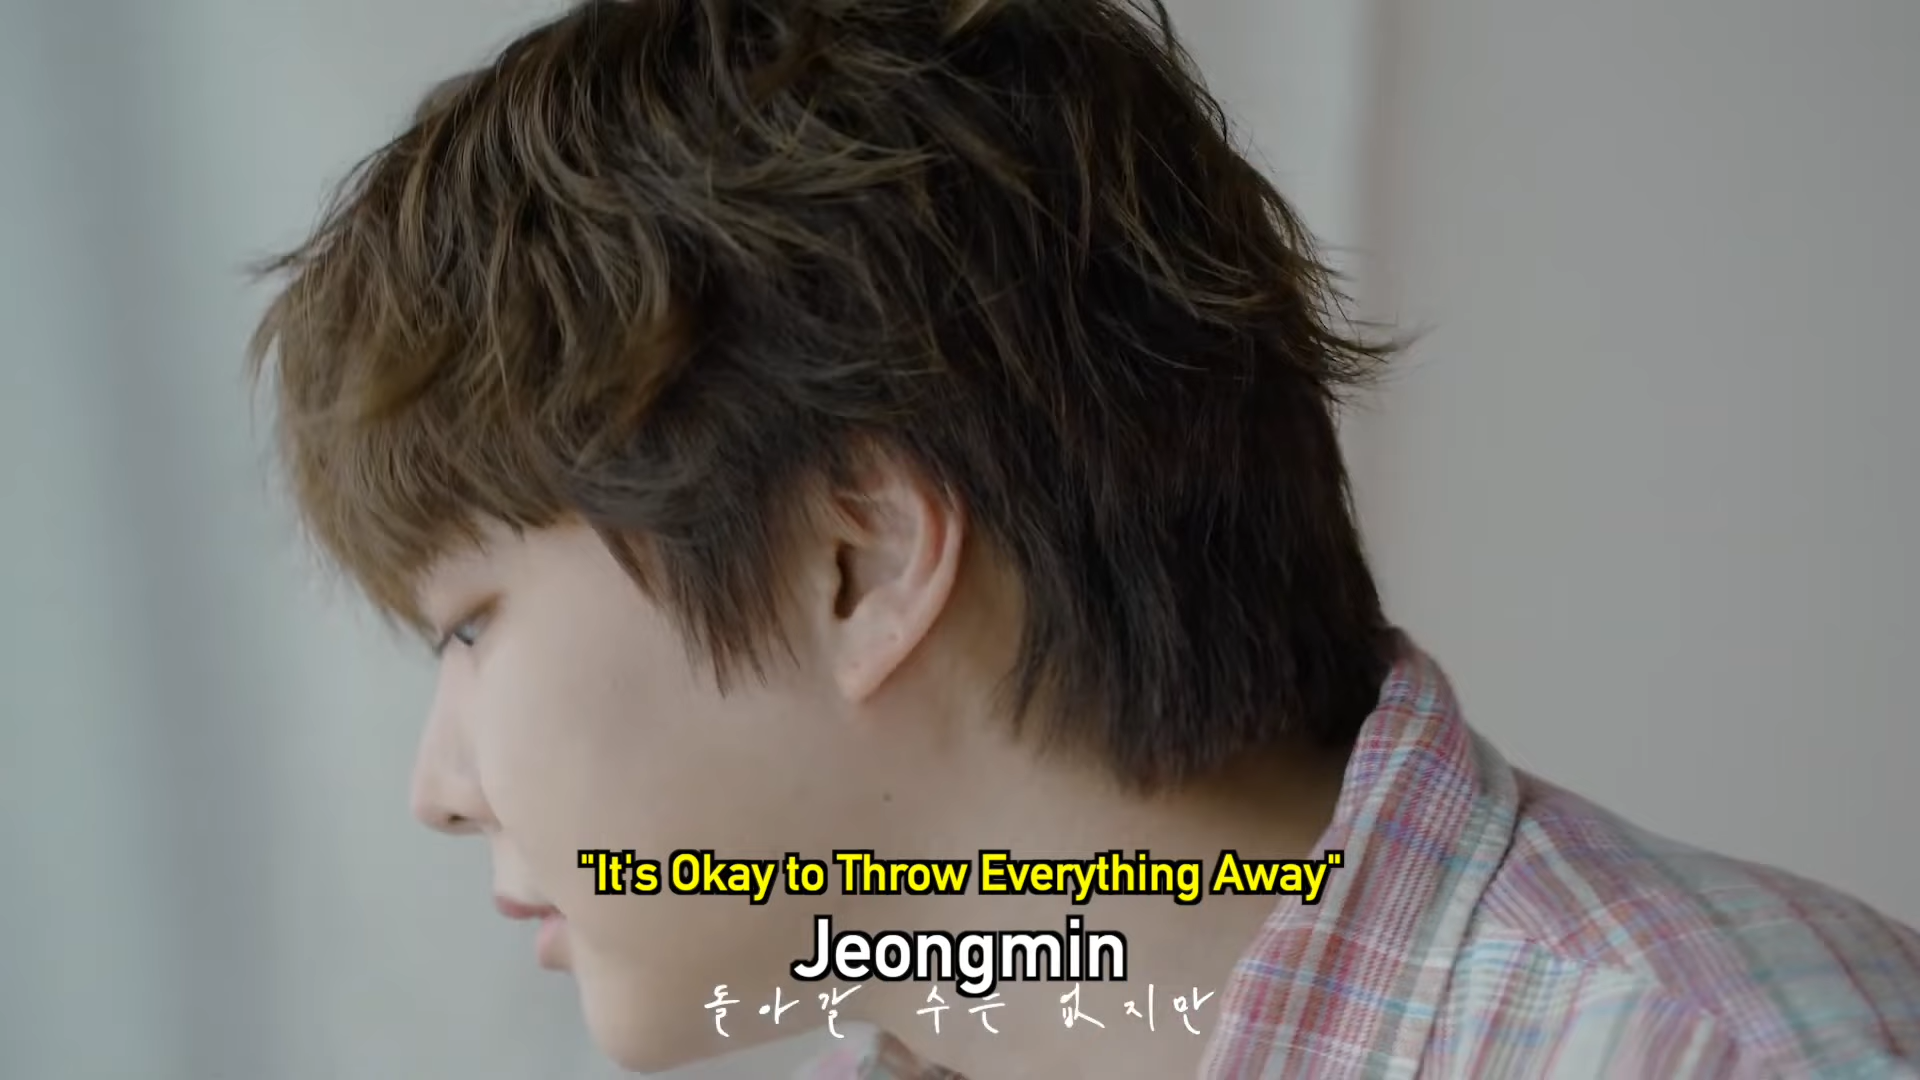 "It's Okay to Throw Everything Away"
Jeongmin
돌아갈 수는 없지만